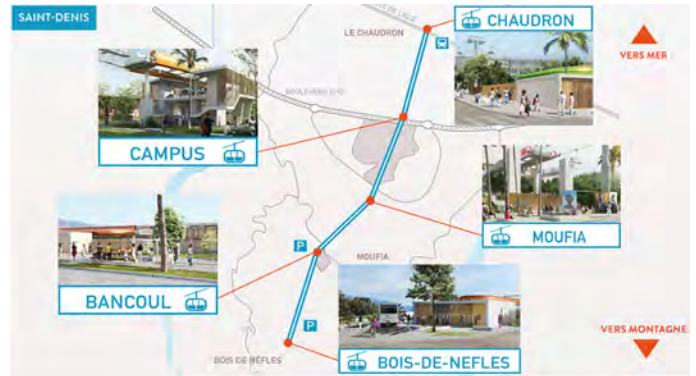 SAINT-DENIS
CHAUDRON
LE CHAUDRON
VERS MER
BOULEVARD SUD
CAMPUS
MOUFIA
P
BANCOUL
MOUFIA
P
VERS MONTAGNE
BOIS DE NÈFLES
BOIS-DE-NEFLES